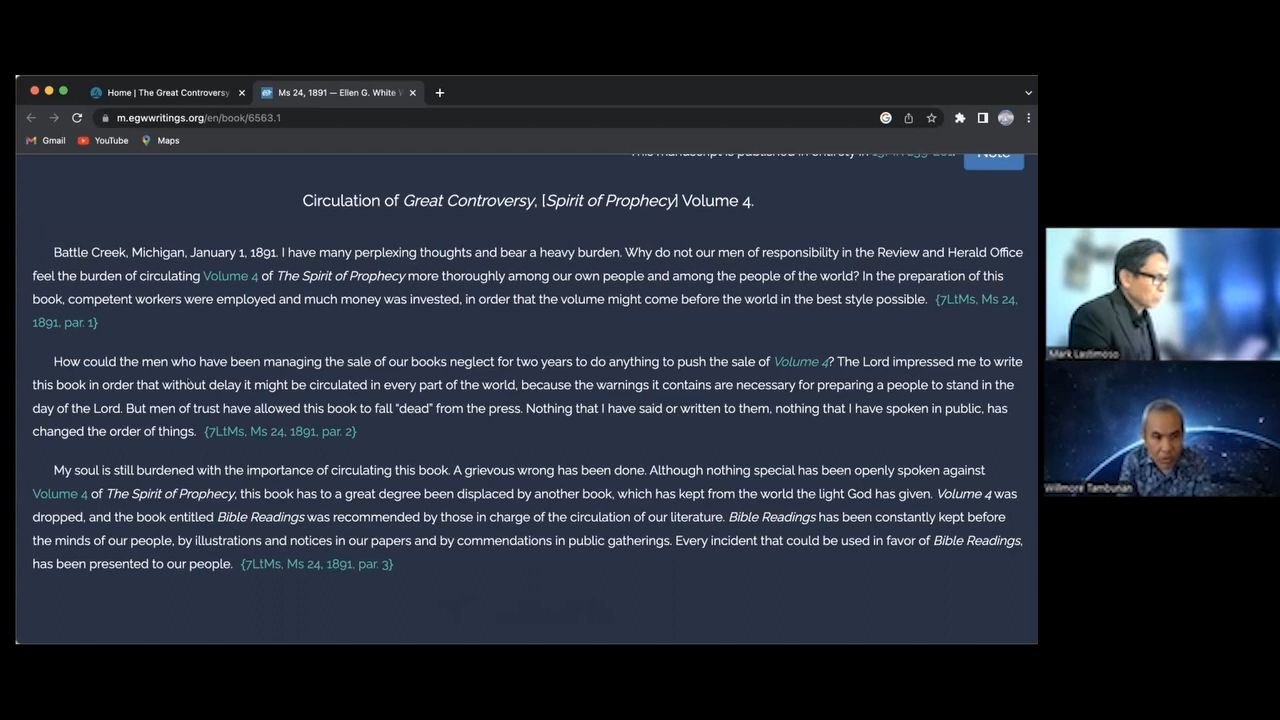 Home | The Great Controversy
Ms 24, 1891 — Ellen G. White
m.egwwritings.org/en/book/6563.1
Gmail YouTube Maps
This manuscript is published in entirety in
Note
Circulation of Great Controversy, [Spirit of Prophecy] Volume 4.
Battle Creek, Michigan, January 1, 1891. I have many perplexing thoughts and bear a heavy burden. Why do not our men of responsibility in the Review and Herald Office
feel the burden of circulating Volume 4 of The Spirit of Prophecy more thoroughly among our own people and among the people of the world? In the preparation of this
book, competent workers were employed and much money was invested, in order that the volume might come before the world in the best style possible. {7LtMs, Ms 24,
1891, par. 1}
How could the men who have been managing the sale of our books neglect for two years to do anything to push the sale of Volume 4? The Lord impressed me to write
this book in order that without delay it might be circulated in every part of the world, because the warnings it contains are necessary for preparing a people to stand in the
day of the Lord. But men of trust have allowed this book to fall “dead” from the press. Nothing that I have said or written to them, nothing that I have spoken in public, has
changed the order of things. {7LtMs, Ms 24, 1891, par. 2}
My soul is still burdened with the importance of circulating this book. A grievous wrong has been done. Although nothing special has been openly spoken against
Volume 4 of The Spirit of Prophecy, this book has to a great degree been displaced by another book, which has kept from the world the light God has given. Volume 4 was
dropped, and the book entitled Bible Readings was recommended by those in charge of the circulation of our literature. Bible Readings has been constantly kept before
the minds of our people, by illustrations and notices in our papers and by commendations in public gatherings. Every incident that could be used in favor of Bible Readings,
has been presented to our people. {7LtMs, Ms 24, 1891, par. 3}
Mark Lastimoso
Willmore Tambunan